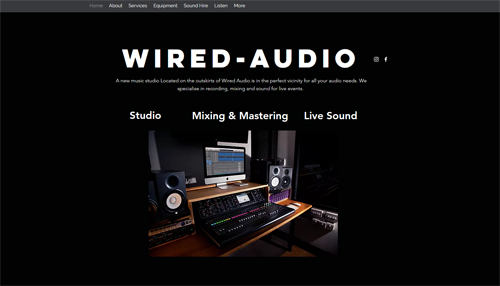 Home About Services Equipment Sound Hire Listen More
WIRED-AUDIO
A new music studio Located on the outskirts of Wired Audio is in the perfect vicinity for all your audio needs. We
specialise in recording, mixing and sound for live events.
Studio Mixing & Mastering Live Sound